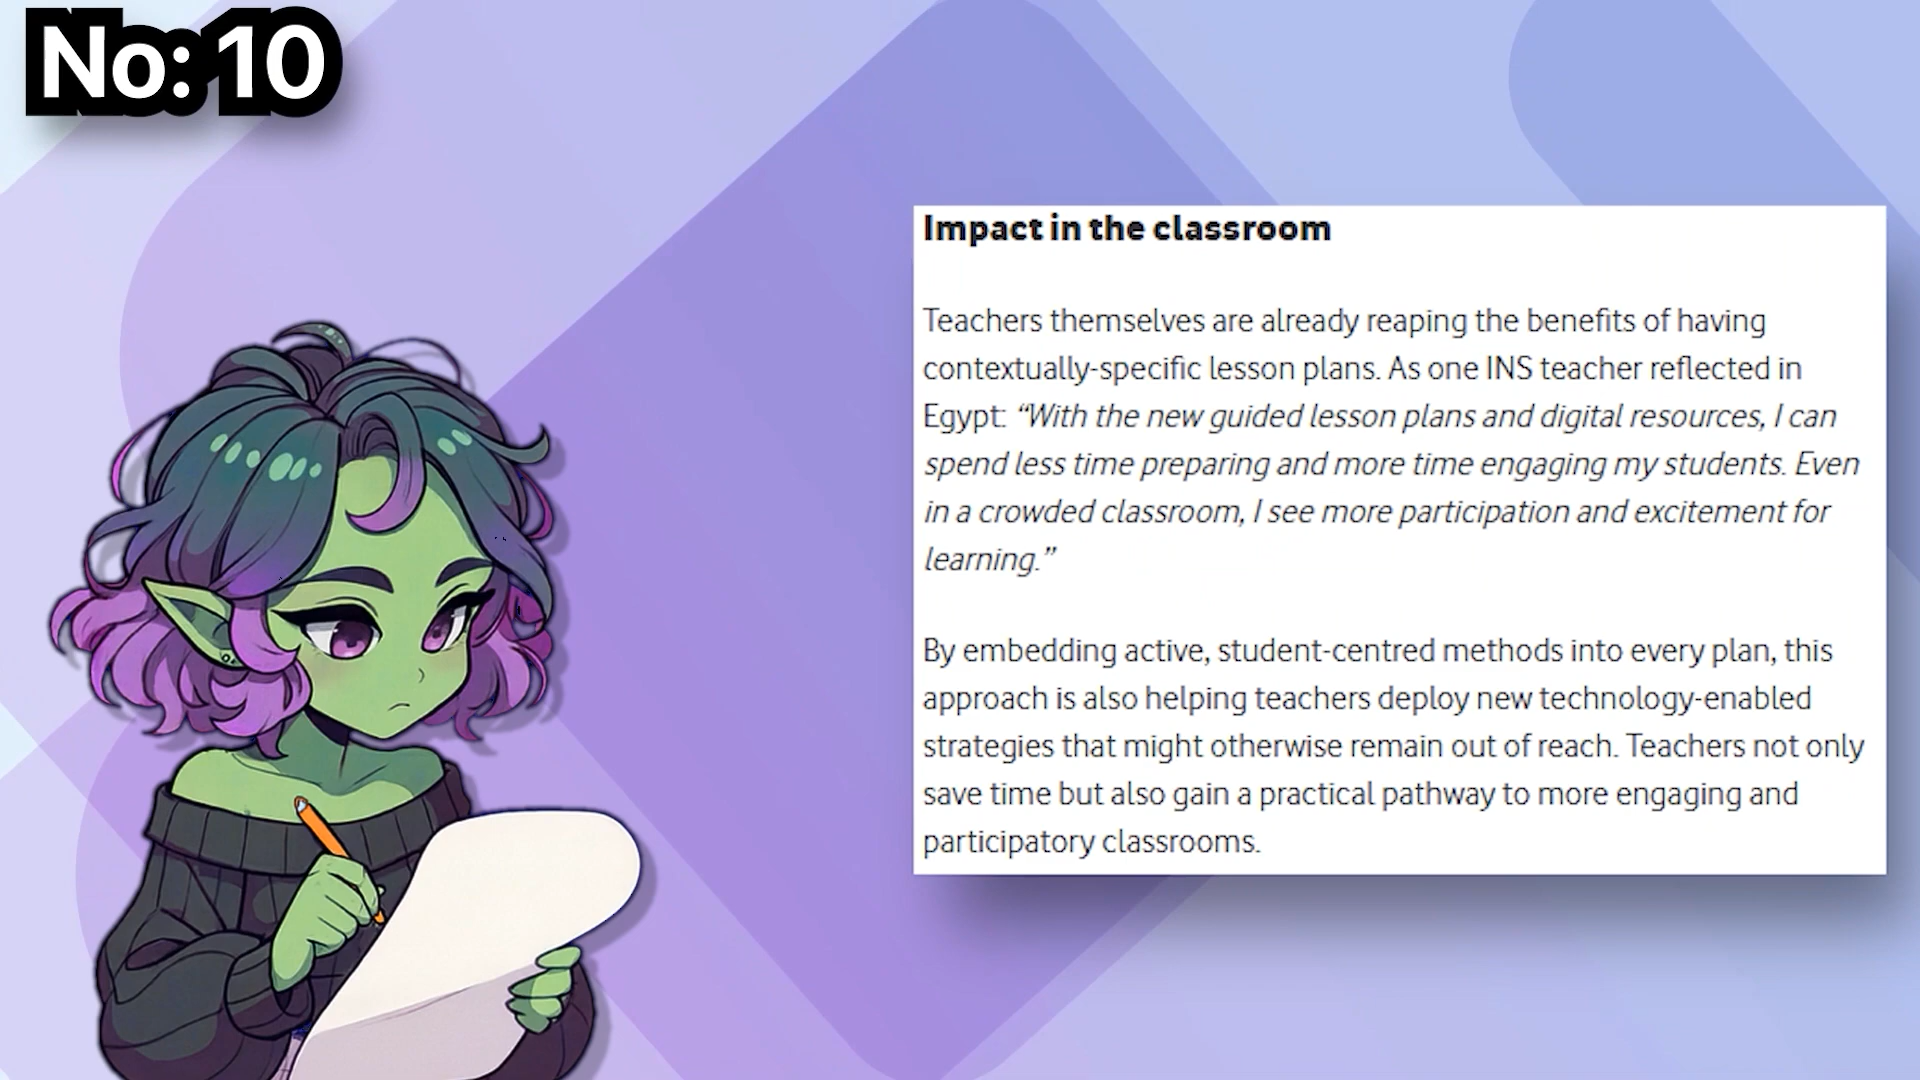 No: 10
Impact in the classroom
Teachers themselves are already reaping the benefits of having
contextually-specific lesson plans. As one INS teacher reflected in
Egypt: “With the new guided lesson plans and digital resources, I can
spend less time preparing and more time engaging my students. Even
in a crowded classroom, I see more participation and excitement for
learning.”
By embedding active, student-centred methods into every plan, this
approach is also helping teachers deploy new technology-enabled
strategies that might otherwise remain out of reach. Teachers not only
save time but also gain a practical pathway to more engaging and
participatory classrooms.